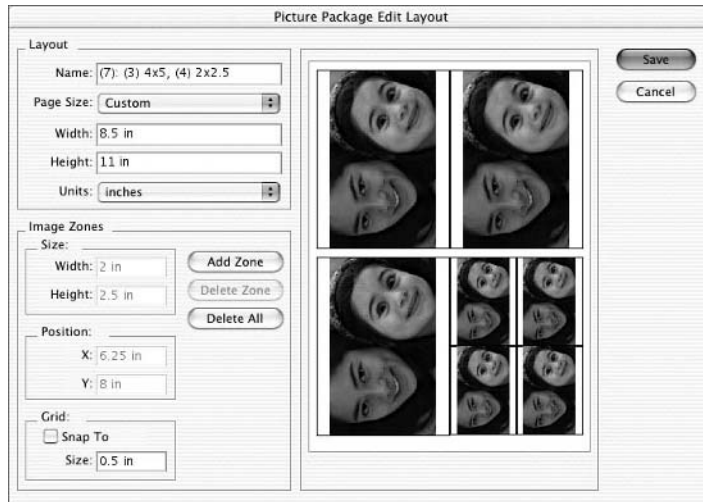 Picture Package Edit Layout
Layout
Name: (7): (3) 4x5, (4) 2x2.5
Page Size: Custom
Width: 8.5 in
Height: 11 in
Units: inches
Image Zones
Size:
Width: 2 in
Height: 2.5 in
Add Zone
Delete Zone
Delete All
Position:
X: 6.25 in
Y: 8 in
Grid:
Snap To
Size: 0.5 in
Save
Cancel